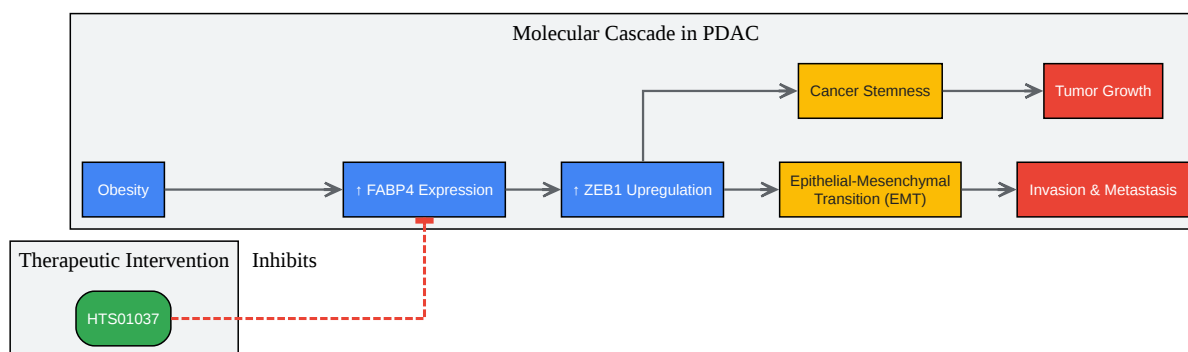 Molecular Cascade in PDAC
Cancer Stemness
Tumor Growth
Obesity
↑ FABP4 Expression
↑ ZEB1 Upregulation
Epithelial-Mesenchymal
Transition (EMT)
Invasion & Metastasis
Therapeutic Intervention
Inhibits
HTS01037